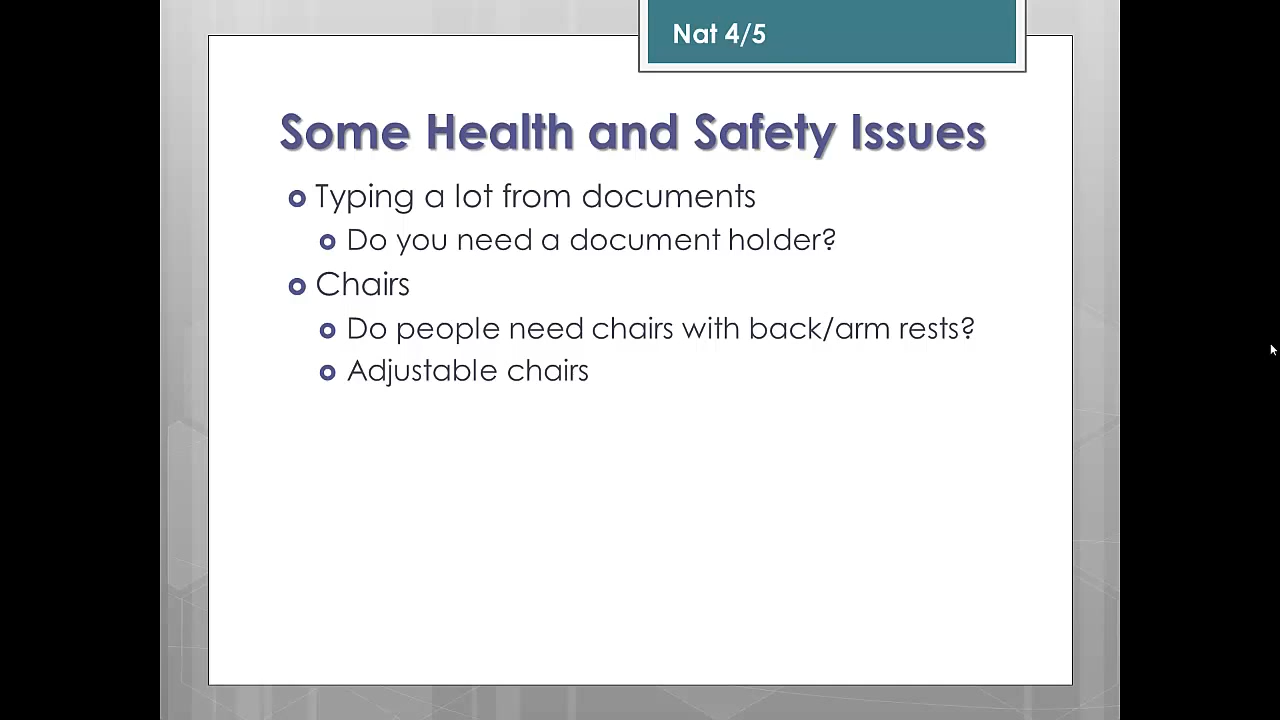 Nat 4/5
Some Health and Safety Issues
Typing a lot from documents
Do you need a document holder?
Chairs
Do people need chairs with back/arm rests?
Adjustable chairs